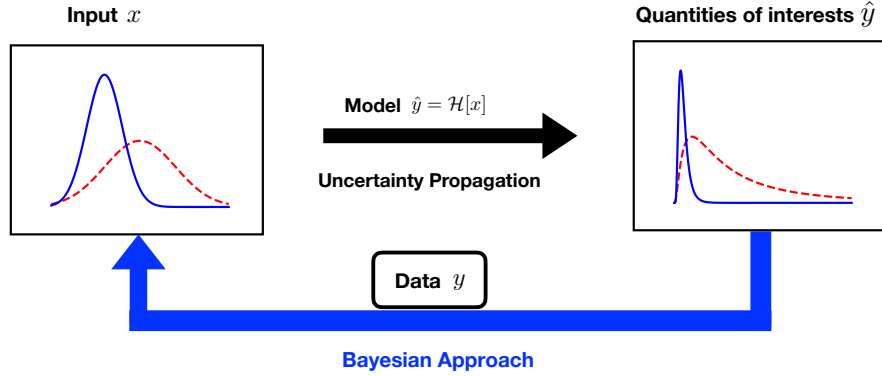 Input x
Quantities of interests ŷ
Model ŷ = ℋ[x]
Uncertainty Propagation
Data y
Bayesian Approach